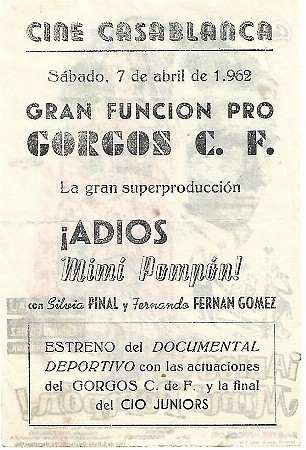 CINE CASABLANCA
Sábado, 7 de abril de 1.962
GRAN FUNCION PRO
GORGOS C. F.
La gran superproducción
¡ADIOS
Mimí Pompón!
con Silvia PINAL y Fernando FERNAN GOMEZ
ESTRENO del DOCUMENTAL
DEPORTIVO con las actuaciones
del GORGOS C. de F. y la final
del CIO JUNIORS